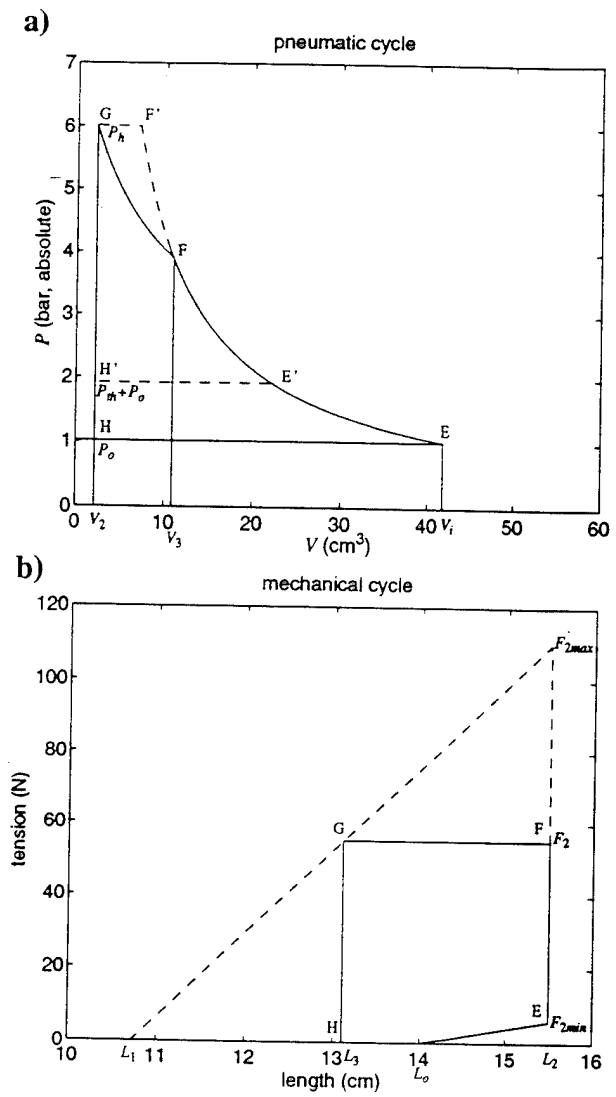 a)
pneumatic cycle
G
F'
P_h
F
H'
E'
P_th+P_o
H
E
P_o
P (bar, absolute)
6
5
4
3
2
1
0
0
V_2
10
V_3
20
30
40
V_i
50
60
V (cm³)
b)
mechanical cycle
120
100
80
60
40
20
0
tension (N)
F_2max
G
F
F_2
E
F_2min
H
10
L_1
11
12
13
L_3
14
L_o
15
L_2
16
length (cm)